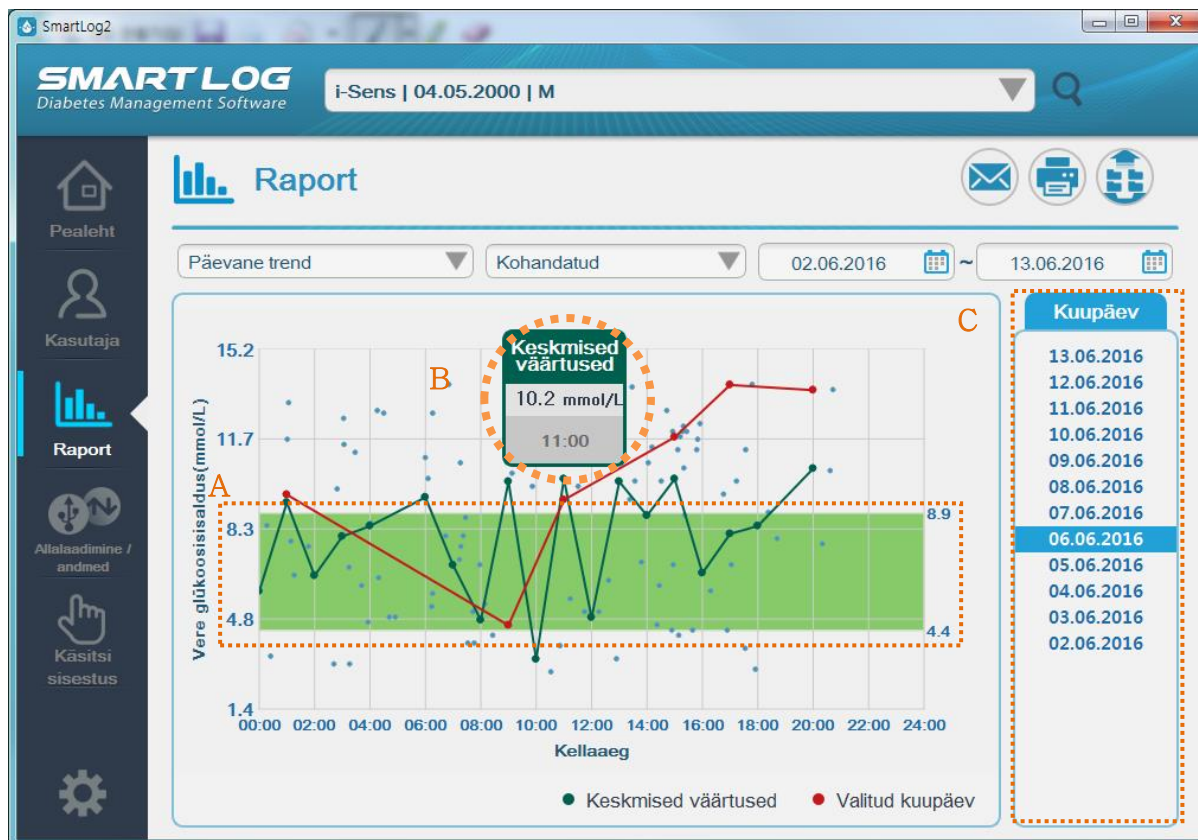 SmartLog2
SMART LOG
Diabetes Management Software
i-Sens | 04.05.2000 | M
Pealeht
Kasutaja
Raport
Allalaadimine /
andmed
Käsitsi
sisestus
Raport
Päevane trend
Kohandatud
02.06.2016
~
13.06.2016
Vere glükoosisisaldus(mmol/L)
15.2
11.7
8.3
4.8
1.4
A
B
C
Keskmised
väärtused
10.2 mmol/L
11:00
8.9
4.4
00:00 02:00 04:00 06:00 08:00 10:00 12:00 14:00 16:00 18:00 20:00 22:00 24:00
Kellaaeg
Keskmised väärtused
Valitud kuupäev
Kuupäev
13.06.2016
12.06.2016
11.06.2016
10.06.2016
09.06.2016
08.06.2016
07.06.2016
06.06.2016
05.06.2016
04.06.2016
03.06.2016
02.06.2016